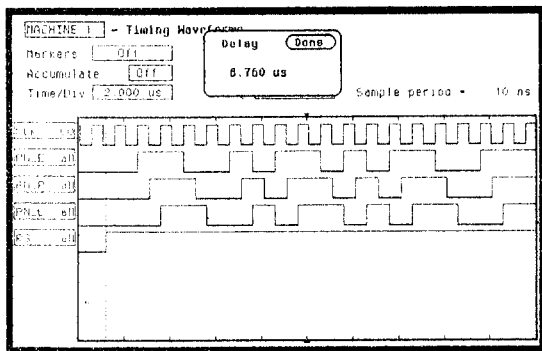 MACHINE 1 - Timing Waveforms
Markers Off
Accumulate Off
Time/Div 2.000 us
Delay Done
8.760 us
Sample period = 10 ns